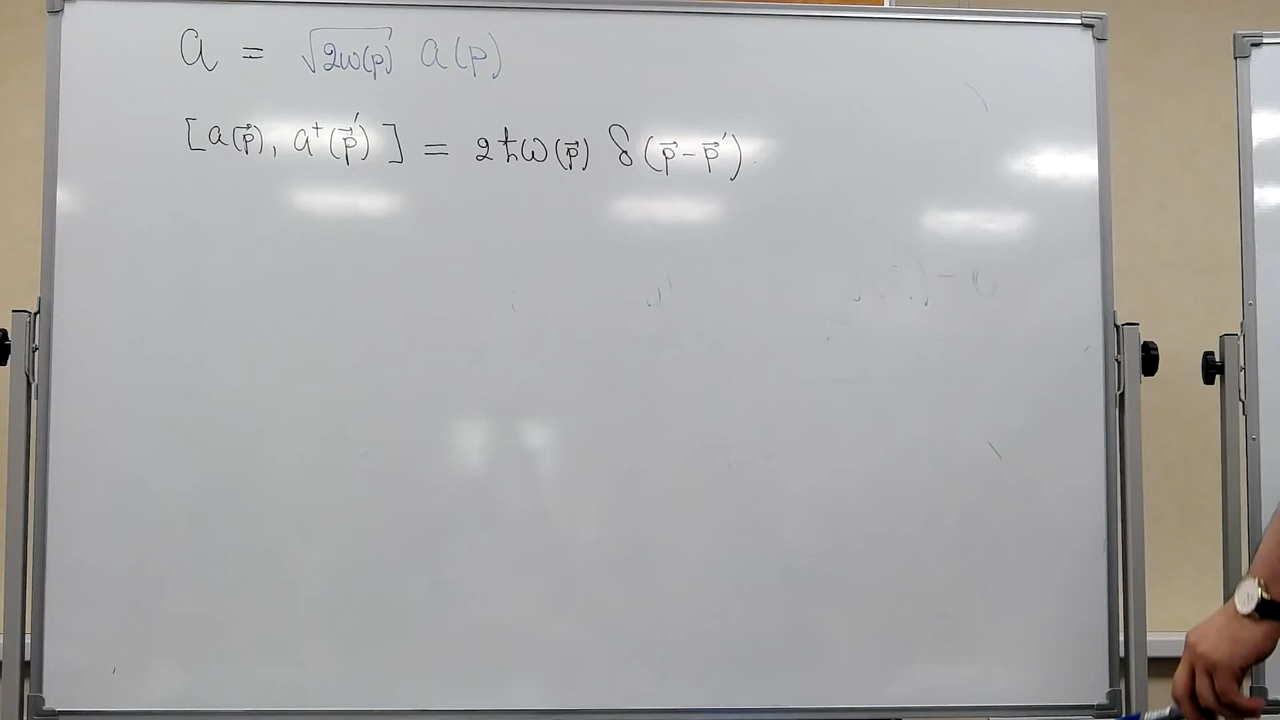 a = √2ω(p) a(p)
[a(p⃗), a†(p⃗′)] = 2ħω(p⃗) δ(p⃗-p⃗′)